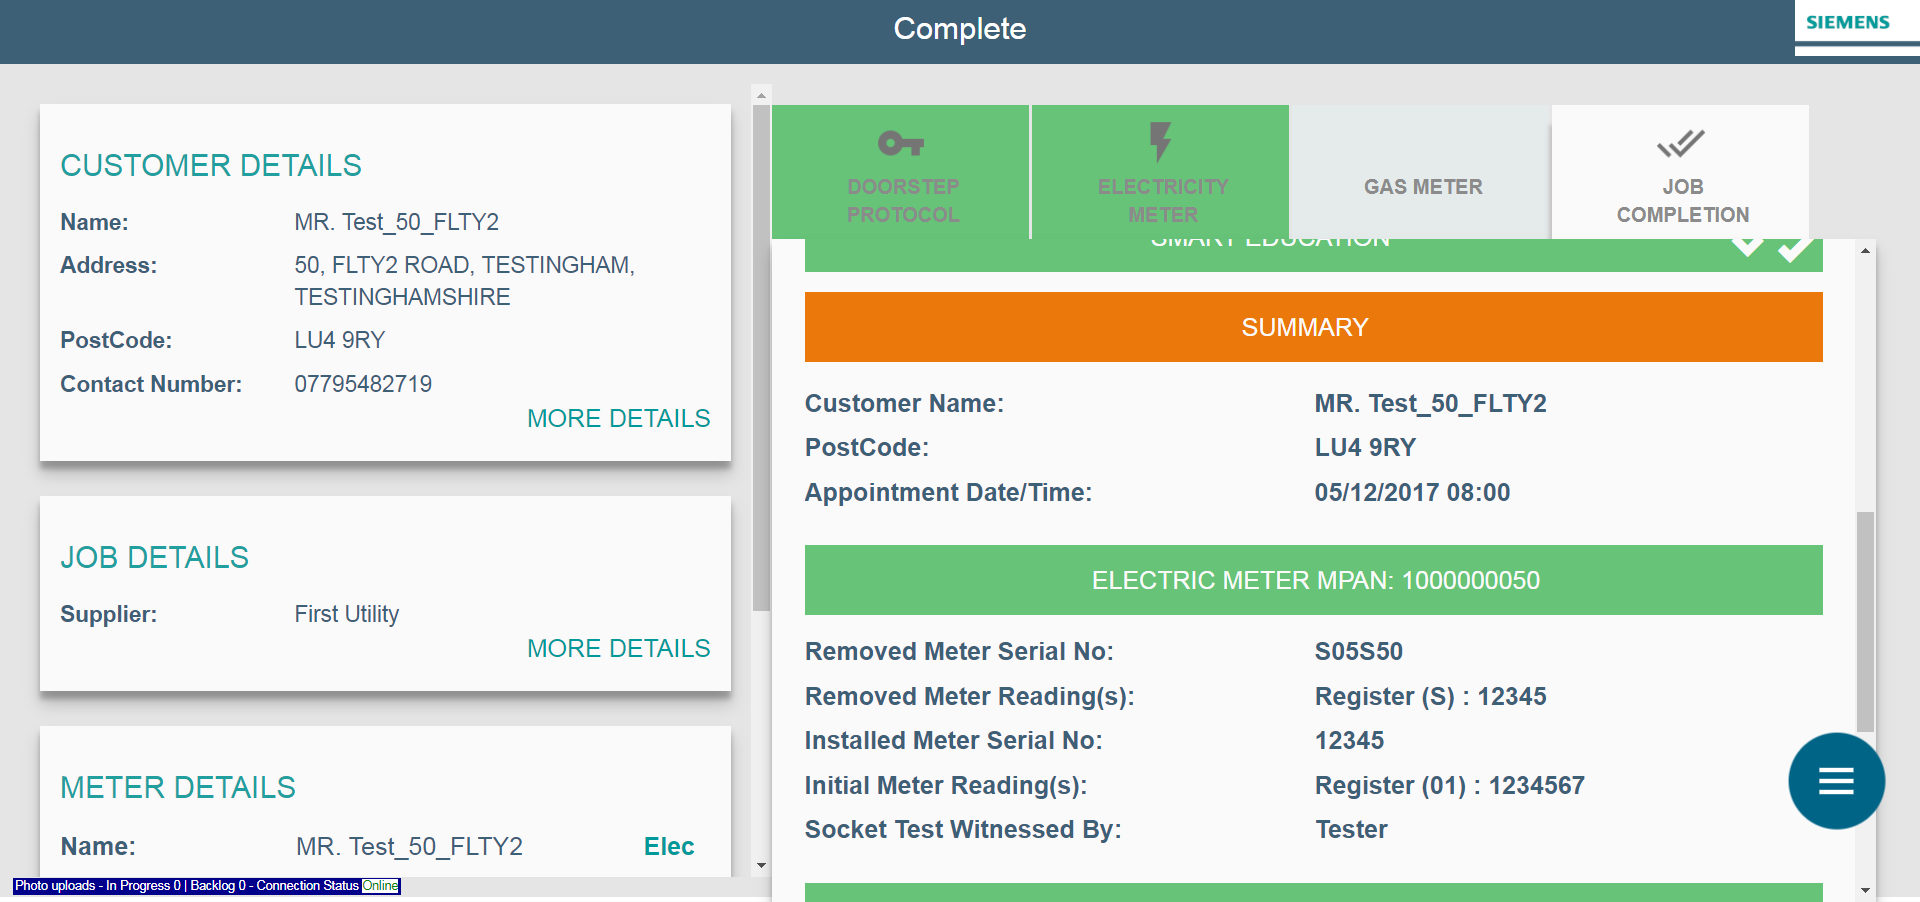 Complete
SIEMENS
CUSTOMER DETAILS
Name: MR. Test_50_FLTY2
Address: 50, FLTY2 ROAD, TESTINGHAM,
TESTINGHAMSHIRE
PostCode: LU4 9RY
Contact Number: 07795482719
MORE DETAILS
JOB DETAILS
Supplier: First Utility
MORE DETAILS
METER DETAILS
Name: MR. Test_50_FLTY2 Elec
Photo uploads - In Progress 0 | Backlog 0 - Connection Status Online
DOORSTEP
PROTOCOL
ELECTRICITY
METER
GAS METER
JOB
COMPLETION
SMART EDUCATION
SUMMARY
Customer Name: MR. Test_50_FLTY2
PostCode: LU4 9RY
Appointment Date/Time: 05/12/2017 08:00
ELECTRIC METER MPAN: 1000000050
Removed Meter Serial No: S05S50
Removed Meter Reading(s): Register (S) : 12345
Installed Meter Serial No: 12345
Initial Meter Reading(s): Register (01) : 1234567
Socket Test Witnessed By: Tester